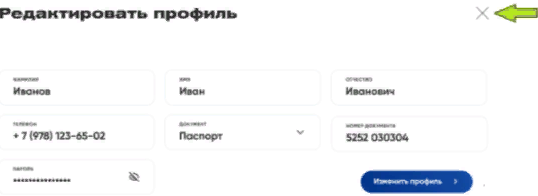 Редактировать профиль
ФАМИЛИЯ
Иванов
ИМЯ
Иван
ОТЧЕСТВО
Иванович
ТЕЛЕФОН
+ 7 (978) 123-65-02
ДОКУМЕНТ
Паспорт
НОМЕР ДОКУМЕНТА
5252 030304
ПАРОЛЬ
•••••••••••••••
Изменить профиль